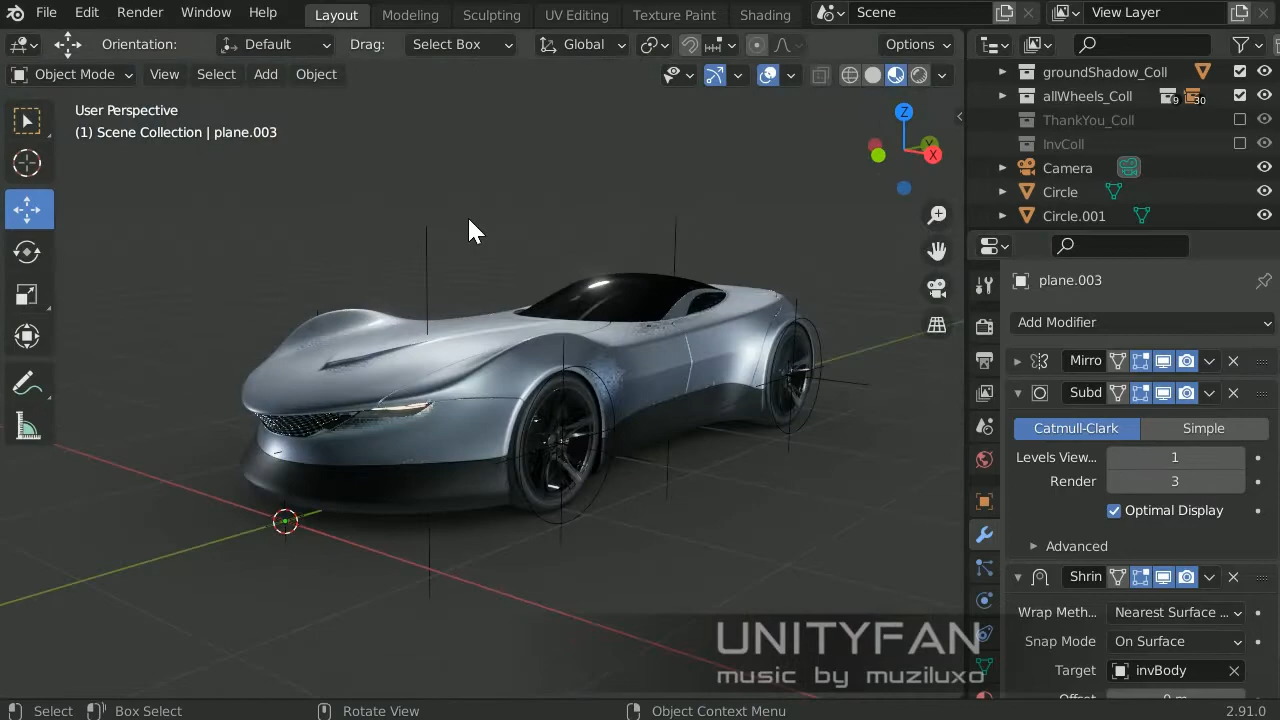 File Edit Render Window Help Layout Modeling Sculpting UV Editing Texture Paint Shading Scene View Layer
Orientation: Default Drag: Select Box Global Options
Object Mode View Select Add Object
User Perspective
(1) Scene Collection | plane.003
Z
Y
X
groundShadow_Coll
allWheels_Coll 9 30
ThankYou_Coll
InvColl
Camera
Circle
Circle.001
plane.003
Add Modifier
Mirro
Subd
Catmull-Clark Simple
Levels View... 1
Render 3
Optimal Display
Advanced
Shrin
Wrap Meth... Nearest Surface ...
Snap Mode On Surface
Target invBody
Offset 0 m
UNITYFAN
music by muziluxo
Select Box Select Rotate View Object Context Menu 2.91.0